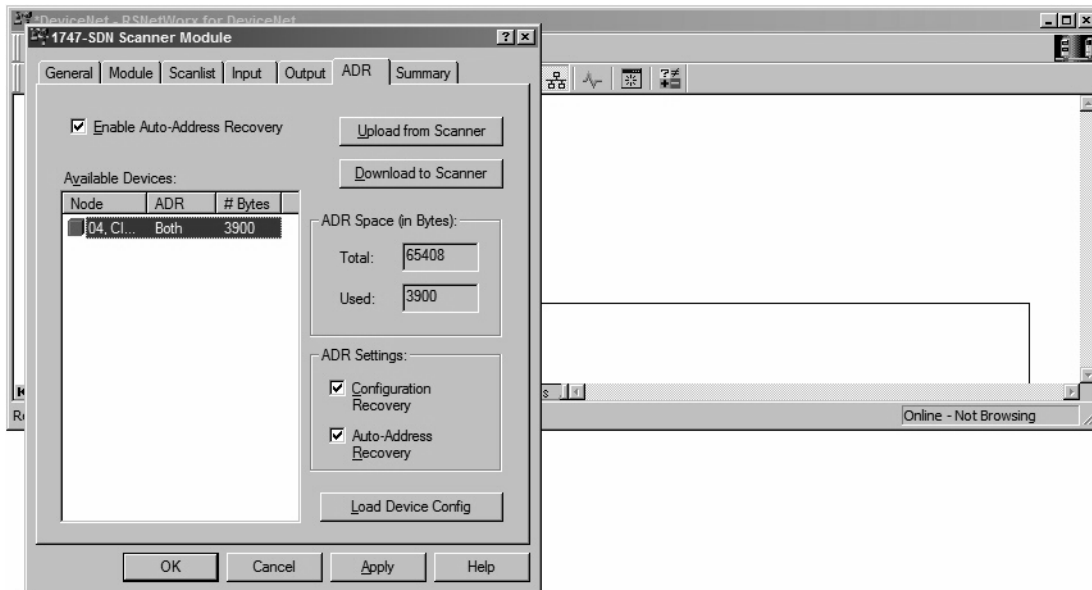 *DeviceNet - RSNetWorx for DeviceNet
1747-SDN Scanner Module
General Module Scanlist Input Output ADR Summary
Enable Auto-Address Recovery
Upload from Scanner
Download to Scanner
Available Devices:
Node ADR # Bytes
04, Cl... Both 3900
ADR Space (in Bytes):
Total: 65408
Used: 3900
ADR Settings:
Configuration
Recovery
Auto-Address
Recovery
Load Device Config
OK Cancel Apply Help
Online - Not Browsing